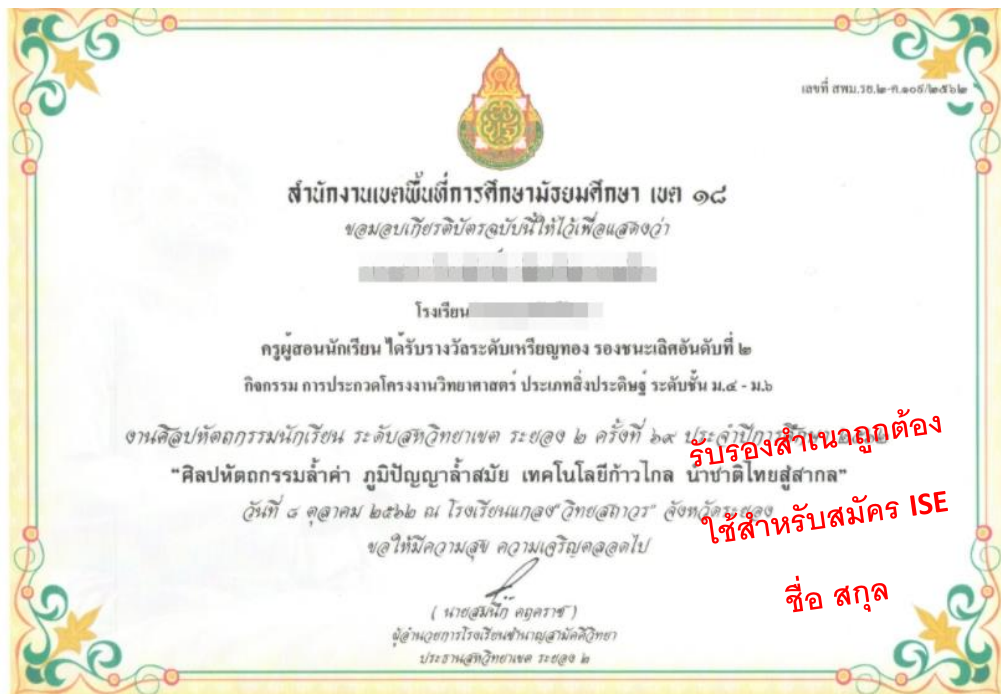 เลขที่ สพม.รย.๒-ค.๑๐๕/๒๕๖๒
สำนักงานเขตพื้นที่การศึกษามัธยมศึกษา เขต ๑๘
ขอมอบเกียรติบัตรฉบับนี้ให้ไว้เพื่อแสดงว่า
โรงเรียน
ครูผู้สอนนักเรียน ได้รับรางวัลระดับเหรียญทอง รองชนะเลิศอันดับที่ ๒
กิจกรรม การประกวดโครงงานวิทยาศาสตร์ ประเภทสิ่งประดิษฐ์ ระดับชั้น ม.๔ - ม.๖
งานศิลปหัตถกรรมนักเรียน ระดับสหวิทยาเขต ระยอง ๒ ครั้งที่ ๖๙ ประจำปีการศึกษา ๒๕๖๒
"ศิลปหัตถกรรมล้ำค่า ภูมิปัญญาล้ำสมัย เทคโนโลยีก้าวไกล นำชาติไทยสู่สากล"
วันที่ ๘ ตุลาคม ๒๕๖๒ ณ โรงเรียนแกลง"วิทยสถาวร" จังหวัดระยอง
ขอให้มีความสุข ความเจริญตลอดไป
( นายสมนึก คฤคราช )
ผู้อำนวยการโรงเรียนชำนาญสามัคคีวิทยา
ประธานสหวิทยาเขต ระยอง ๒
รับรองสำเนาถูกต้อง
ใช้สำหรับสมัคร ISE
ชื่อ สกุล